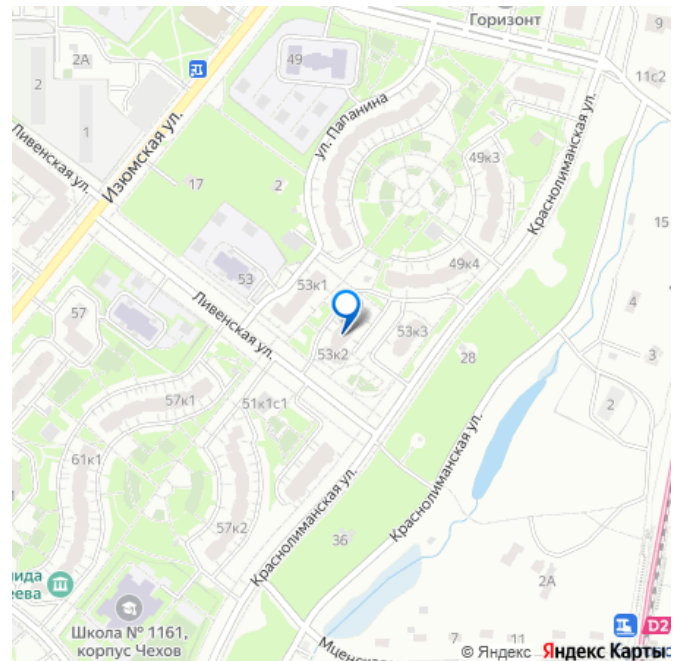 Горизонт
9
11с2
2А
2
49
1
ул. Папанина
Изюмская ул.
Ливенская ул.
Краснолиманская ул.
49к3
17
2
15
53
49к4
53к1
4
57
Ливенская ул.
53к3
53к2
28
3
2
57к1
51к1с1
Краснолиманская ул.
61к1
57к2
Краснолиманская ул.
36
2А
Школа № 1161,
корпус Чехов
D2
7
11
© Яндекс Яндекс Карты